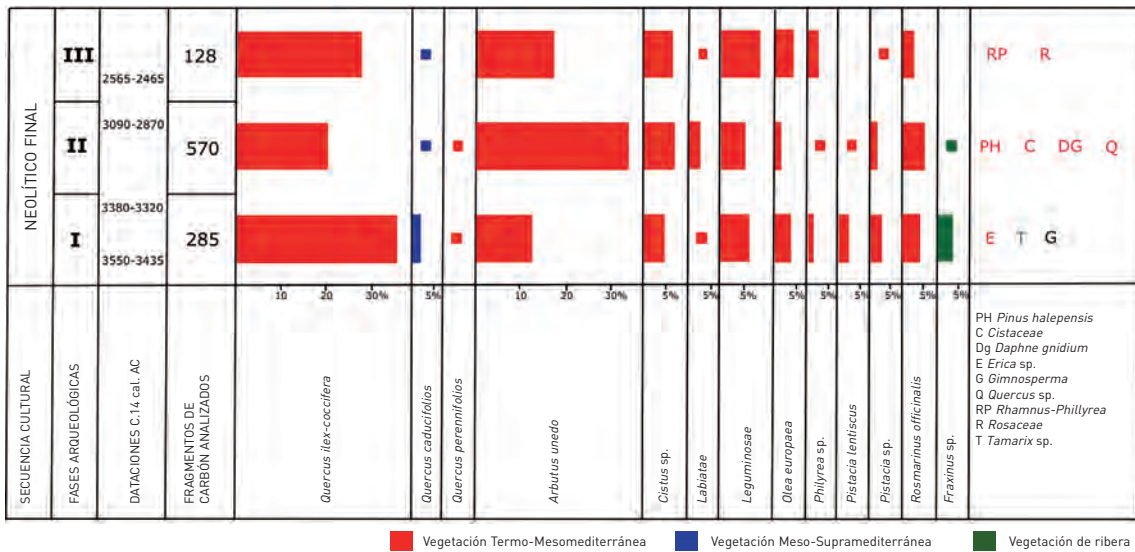 NEOLÍTICO FINAL
III
2565-2465
128
RP R
II
3090-2870
570
PH C DG Q
I
3380-3320
3550-3435
285
E T G
10 20 30% 5% 10 20 30% 5% 5% 5% 5% 5% 5% 5% 5% 5%
SECUENCIA CULTURAL
FASES ARQUEOLÓGICAS
DATACIONES C.14 cal. AC
FRAGMENTOS DE
CARBÓN ANALIZADOS
Quercus ilex-coccifera
Quercus caducifolios
Quercus perennifolios
Arbutus unedo
Cistus sp.
Labiatae
Leguminosae
Olea europaea
Philyrea sp.
Pistacia lentiscus
Pistacia sp.
Rosmarinus officinalis
Fraxinus sp.
PH Pinus halepensis
C Cistaceae
Dg Daphne gnidium
E Erica sp.
G Gimnosperma
Q Quercus sp.
RP Rhamnus-Phillyrea
R Rosaceae
T Tamarix sp.
Vegetación Termo-Mesomediterránea
Vegetación Meso-Supramediterránea
Vegetación de ribera